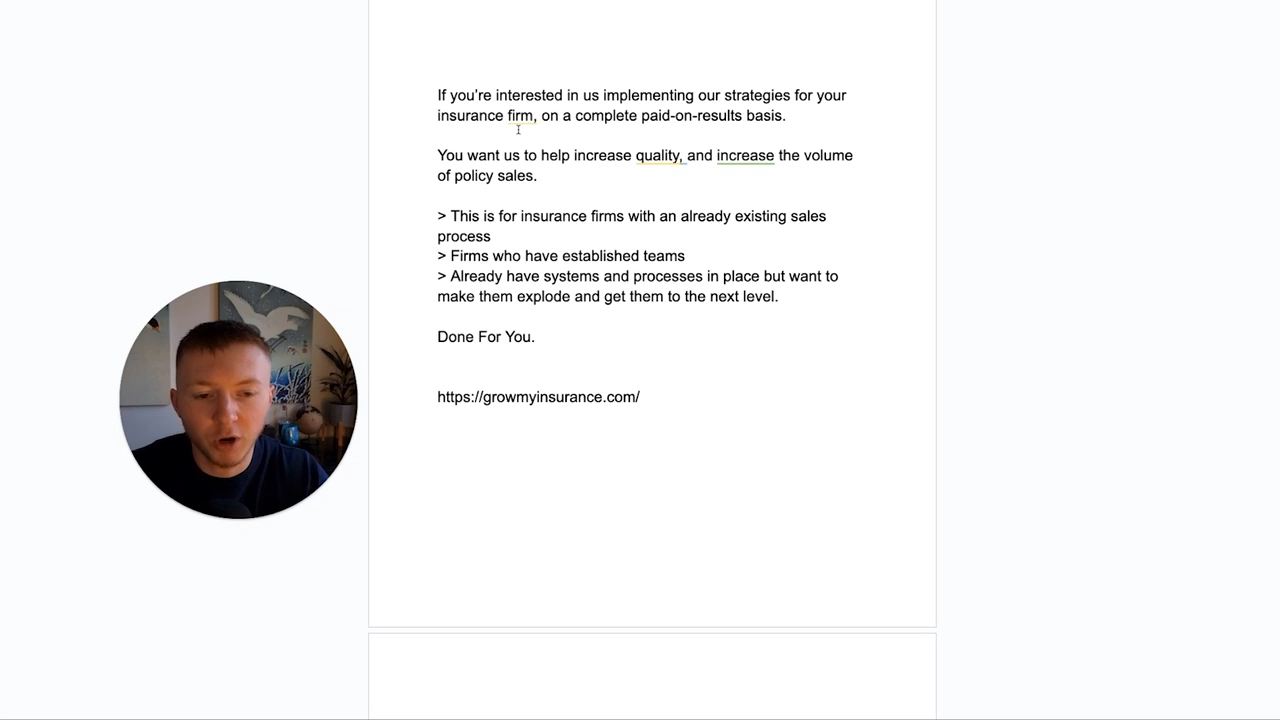 If you're interested in us implementing our strategies for your
insurance firm, on a complete paid-on-results basis.
You want us to help increase quality, and increase the volume
of policy sales.
> This is for insurance firms with an already existing sales
process
> Firms who have established teams
> Already have systems and processes in place but want to
make them explode and get them to the next level.
Done For You.
https://growmyinsurance.com/